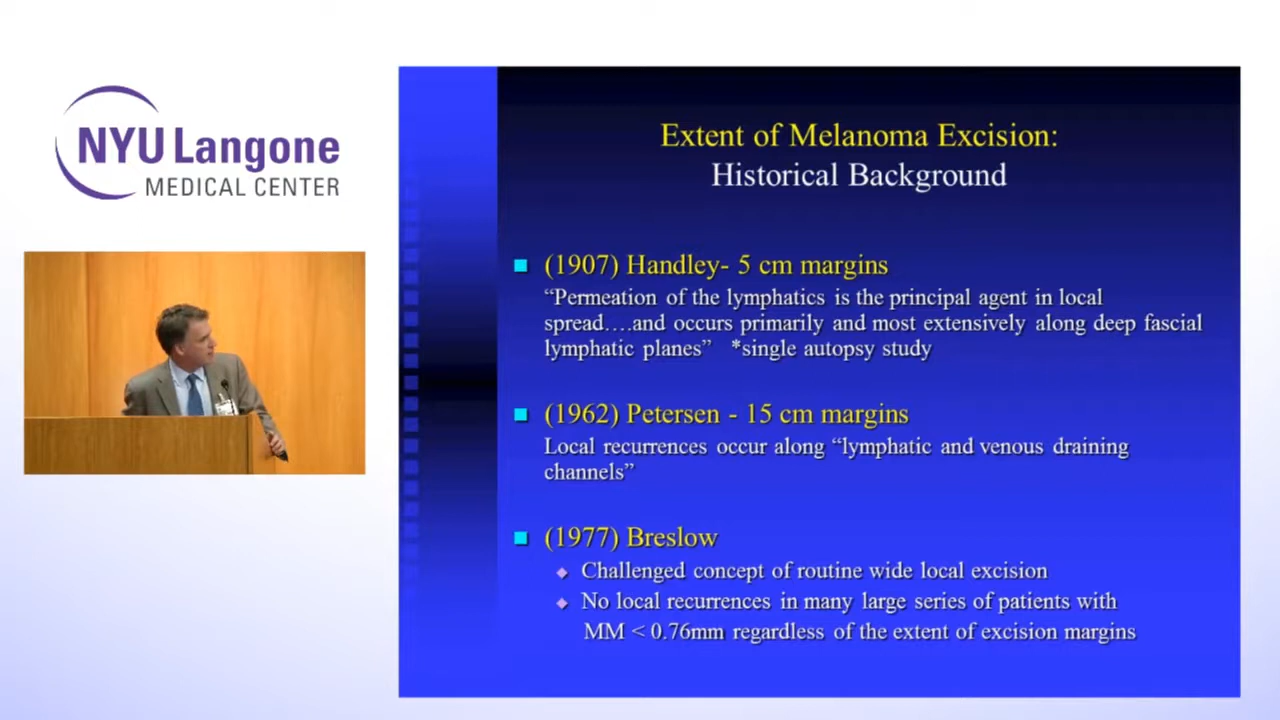 NYU Langone
MEDICAL CENTER
Extent of Melanoma Excision:
Historical Background
(1907) Handley- 5 cm margins
“Permeation of the lymphatics is the principal agent in local
spread….and occurs primarily and most extensively along deep fascial
lymphatic planes” *single autopsy study
(1962) Petersen - 15 cm margins
Local recurrences occur along “lymphatic and venous draining
channels”
(1977) Breslow
Challenged concept of routine wide local excision
No local recurrences in many large series of patients with
MM < 0.76mm regardless of the extent of excision margins